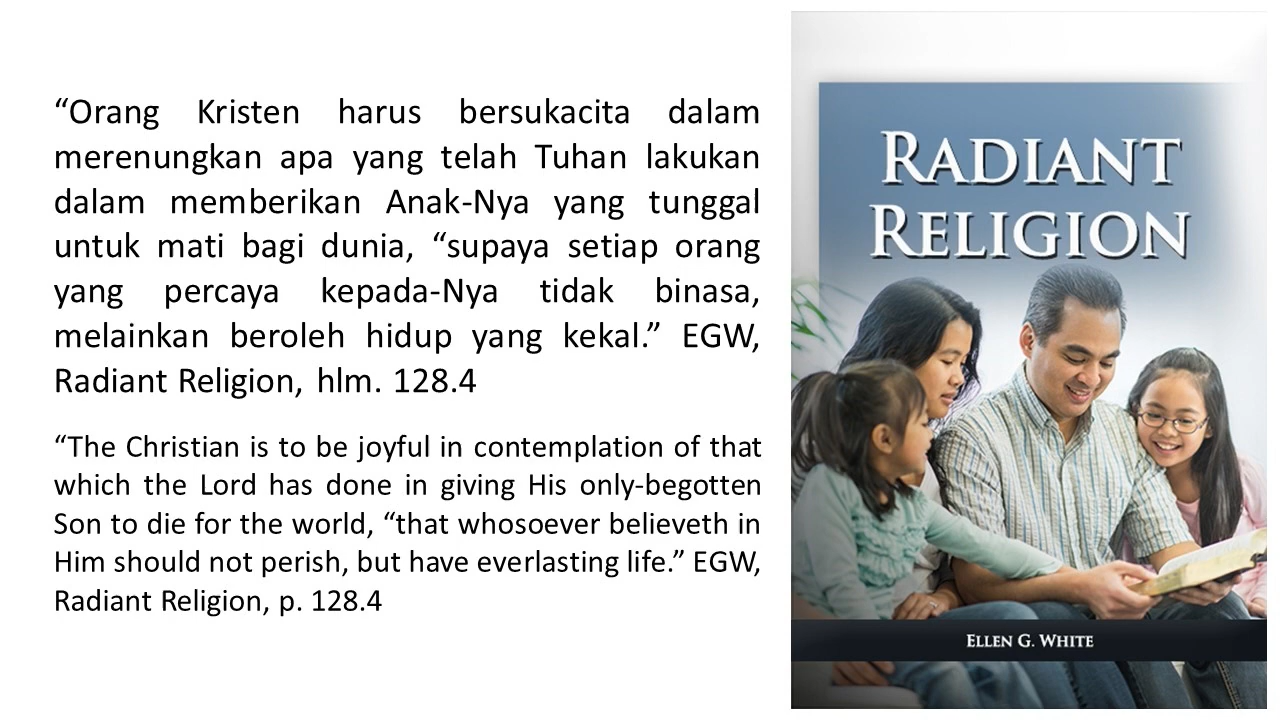 “Orang Kristen harus bersukacita dalam
merenungkan apa yang telah Tuhan lakukan
dalam memberikan Anak-Nya yang tunggal
untuk mati bagi dunia, “supaya setiap orang
yang percaya kepada-Nya tidak binasa,
melainkan beroleh hidup yang kekal.” EGW,
Radiant Religion, hlm. 128.4
“The Christian is to be joyful in contemplation of that
which the Lord has done in giving His only-begotten
Son to die for the world, “that whosoever believeth in
Him should not perish, but have everlasting life.” EGW,
Radiant Religion, p. 128.4
RADIANT
RELIGION
ELLEN G. WHITE